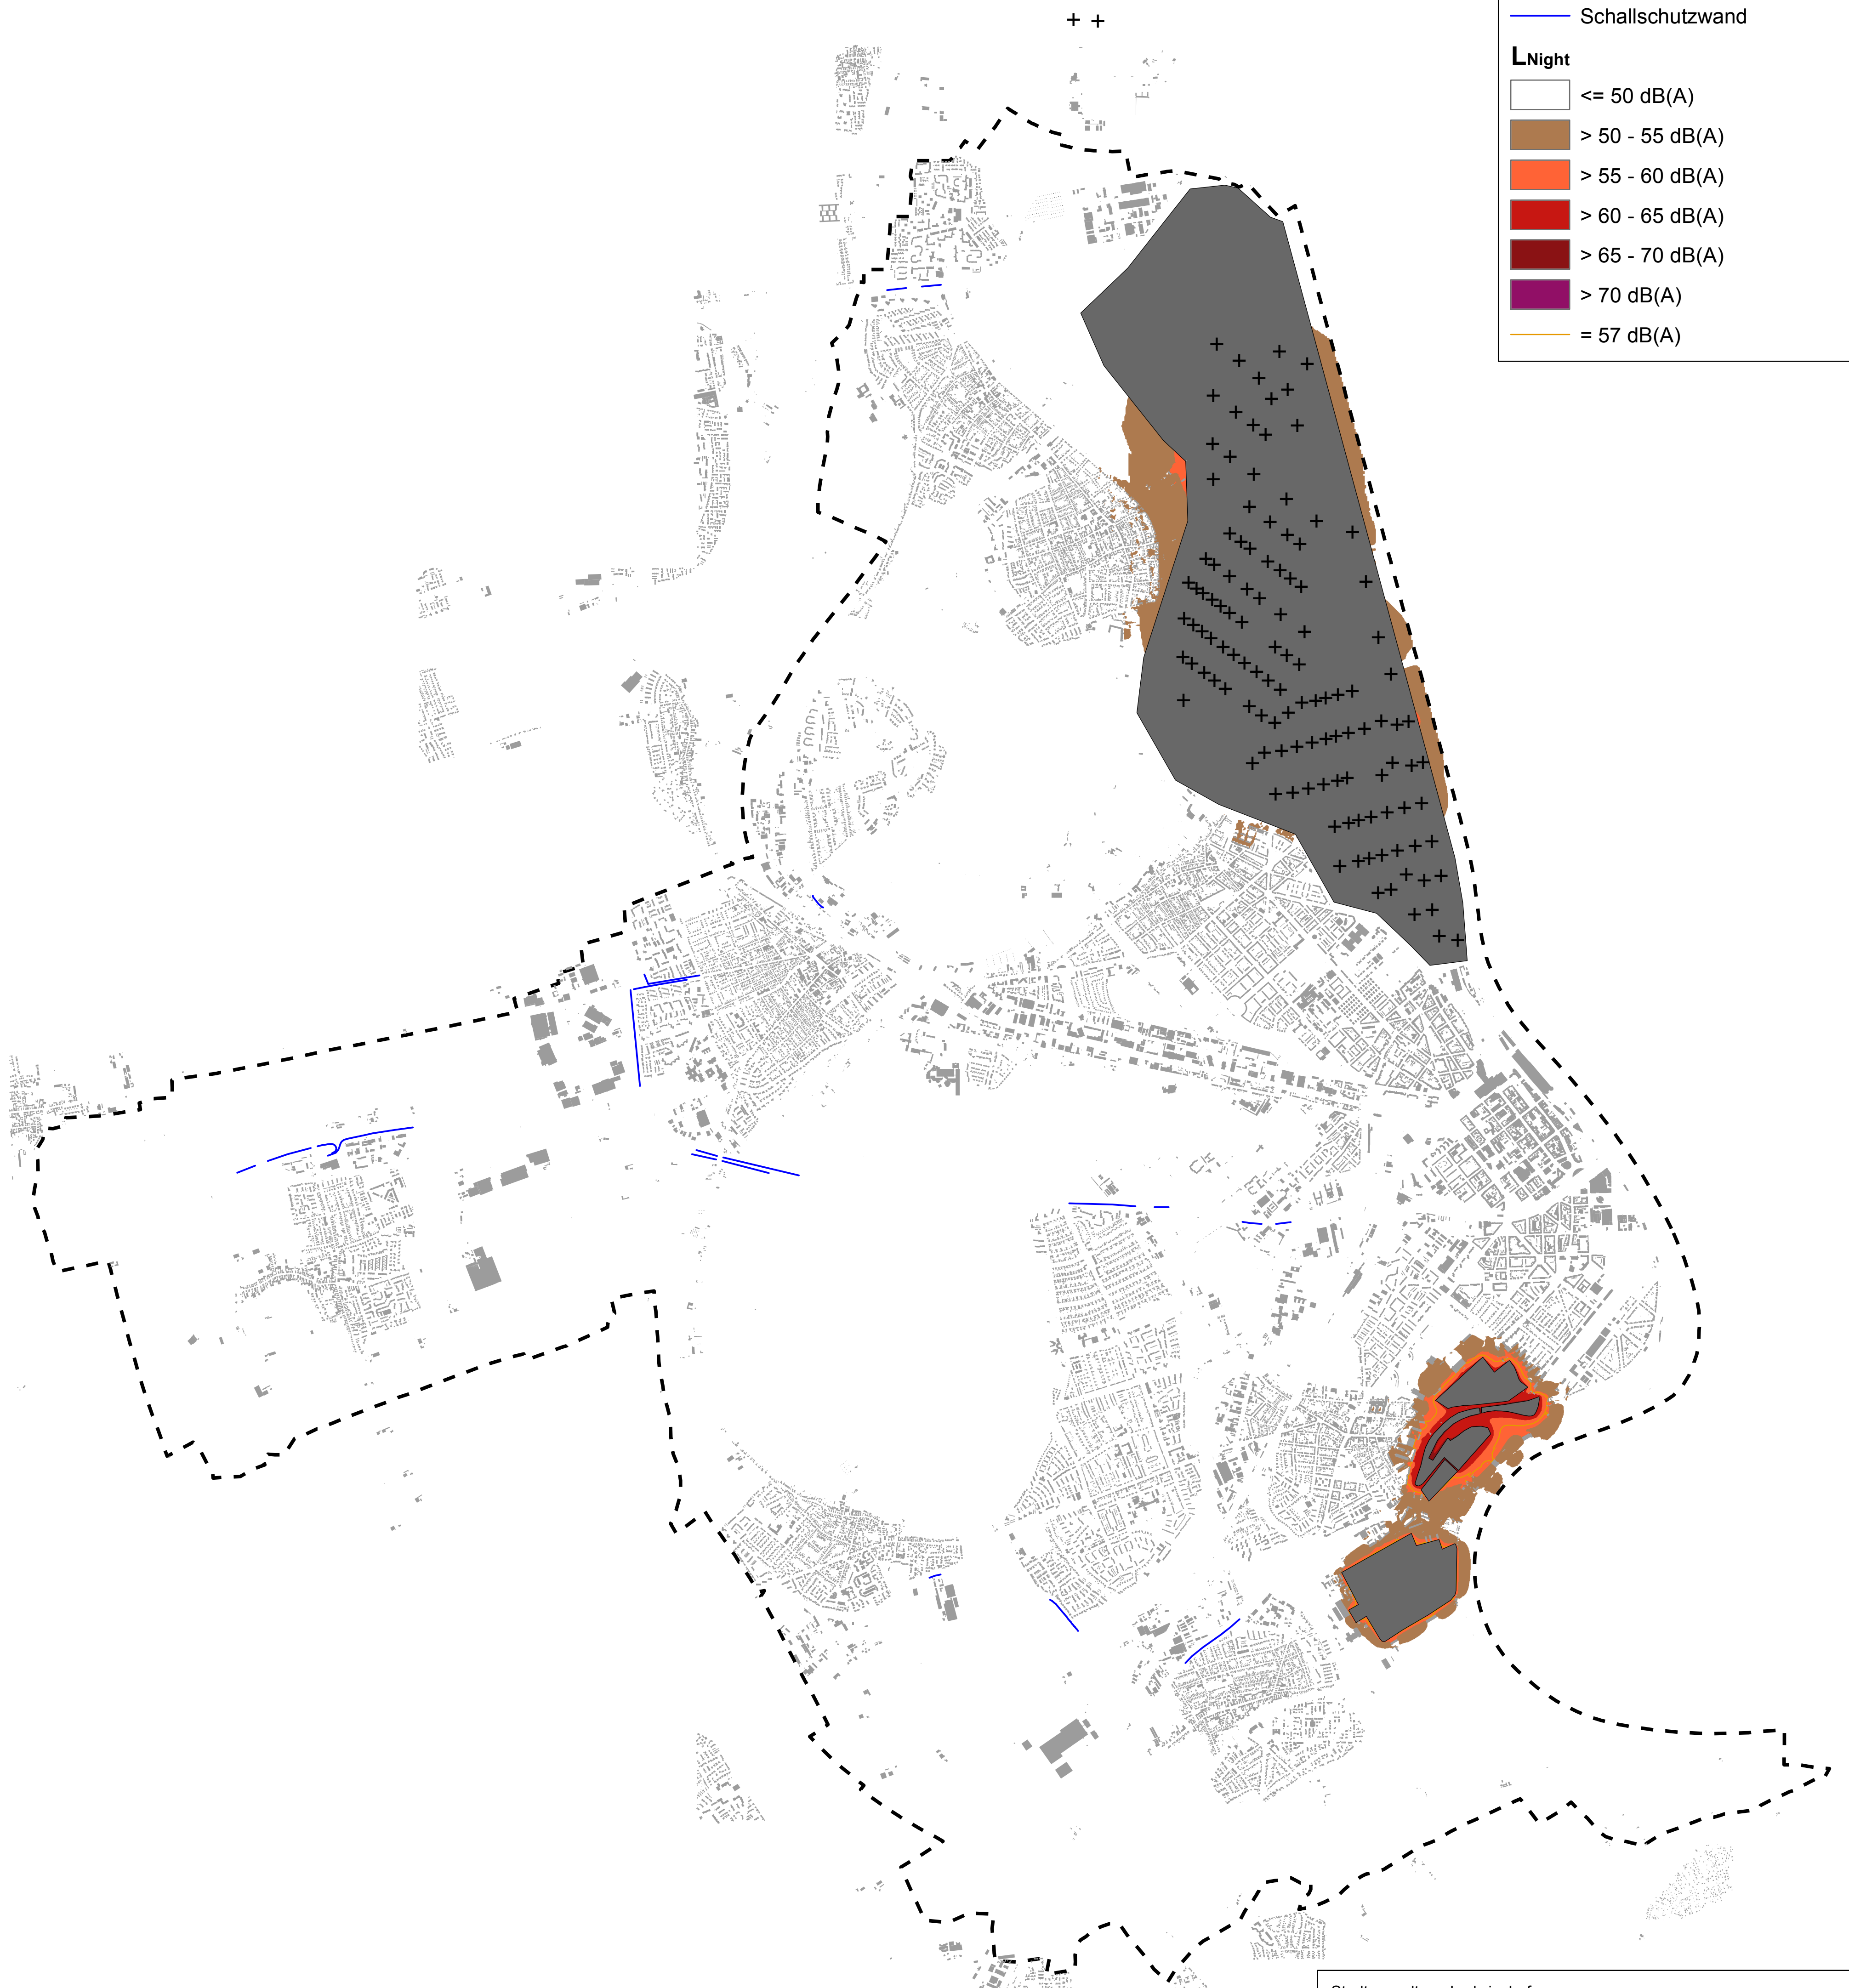 Schallschutzwand
LNight
<= 50 dB(A)
> 50 - 55 dB(A)
> 55 - 60 dB(A)
> 60 - 65 dB(A)
> 65 - 70 dB(A)
> 70 dB(A)
= 57 dB(A)